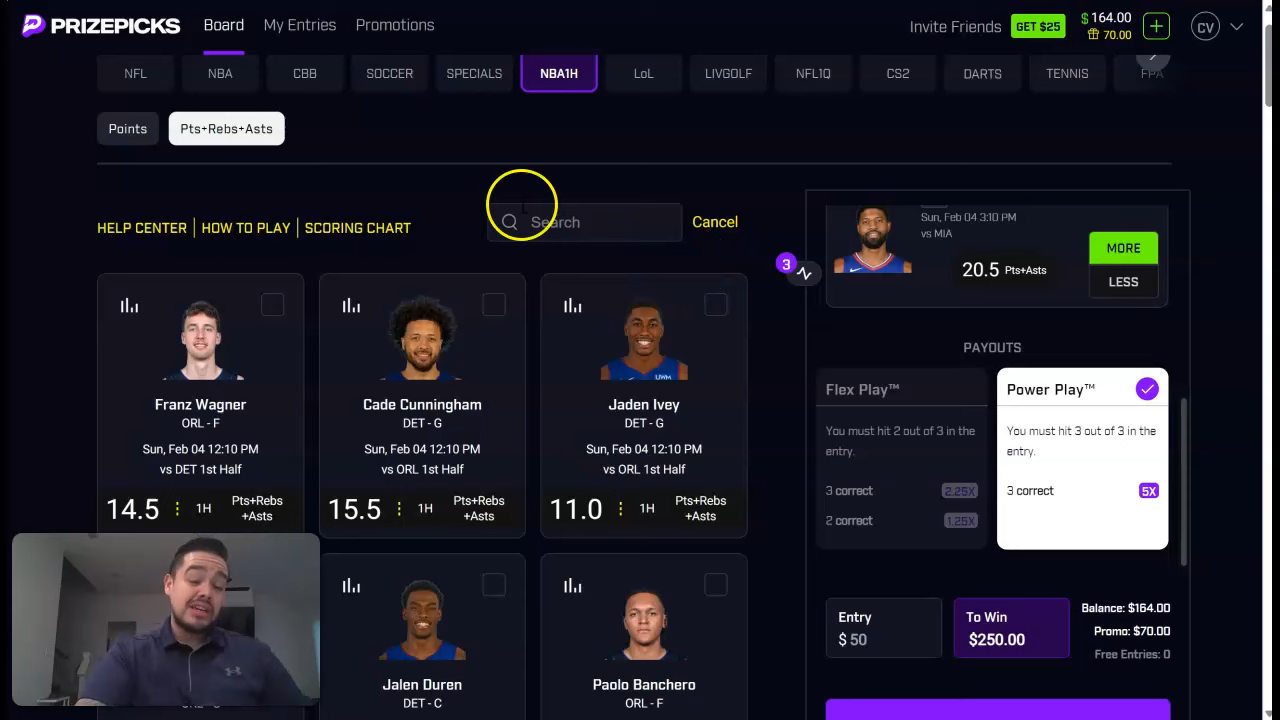 PRIZEPICKS
Board
My Entries
Promotions
Invite Friends
GET $25
$ 164.00
70.00
+
CV
NFL
NBA
CBB
SOCCER
SPECIALS
NBA1H
LoL
LIVGOLF
NFL1Q
CS2
DARTS
TENNIS
Points
Pts+Rebs+Asts
HELP CENTER | HOW TO PLAY | SCORING CHART
Search
Cancel
Franz Wagner
ORL - F
Sun, Feb 04 12:10 PM
vs DET 1st Half
14.5
1H
Pts+Rebs
+Asts
Cade Cunningham
DET - G
Sun, Feb 04 12:10 PM
vs ORL 1st Half
15.5
1H
Pts+Rebs
+Asts
Jaden Ivey
DET - G
Sun, Feb 04 12:10 PM
vs ORL 1st Half
11.0
1H
Pts+Rebs
+Asts
UWM
Jalen Duren
DET - C
Paolo Banchero
ORL - F
3
Sun, Feb 04 3:10 PM
vs MIA
20.5 Pts+Asts
MORE
LESS
PAYOUTS
Flex Play™
You must hit 2 out of 3 in the
entry.
3 correct
2.25X
2 correct
1.25X
Power Play™
You must hit 3 out of 3 in the
entry.
3 correct
5X
Entry
$ 50
To Win
$250.00
Balance: $164.00
Promo: $70.00
Free Entries: 0